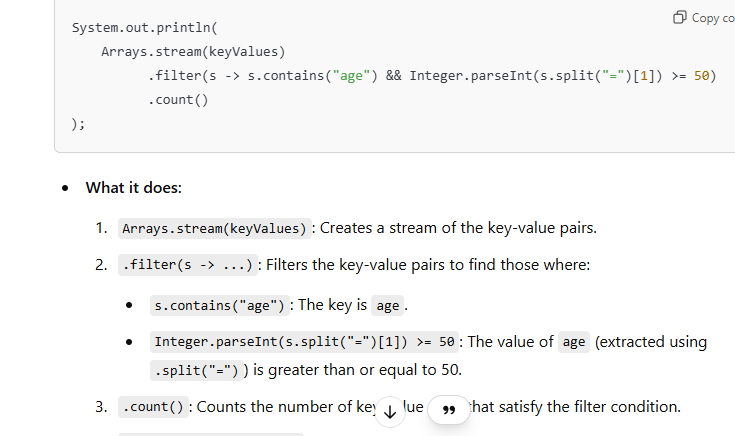 Copy co
System.out.println(
Arrays.stream(keyValues)
.filter(s -> s.contains("age") && Integer.parseInt(s.split("=")[1]) >= 50)
.count()
);
What it does:
1. Arrays.stream(keyValues) : Creates a stream of the key-value pairs.
2. .filter(s -> ...) : Filters the key-value pairs to find those where:
s.contains("age") : The key is age .
Integer.parseInt(s.split("=")[1]) >= 50 : The value of age (extracted using
.split("=") ) is greater than or equal to 50.
3. .count() : Counts the number of that satisfy the filter condition.